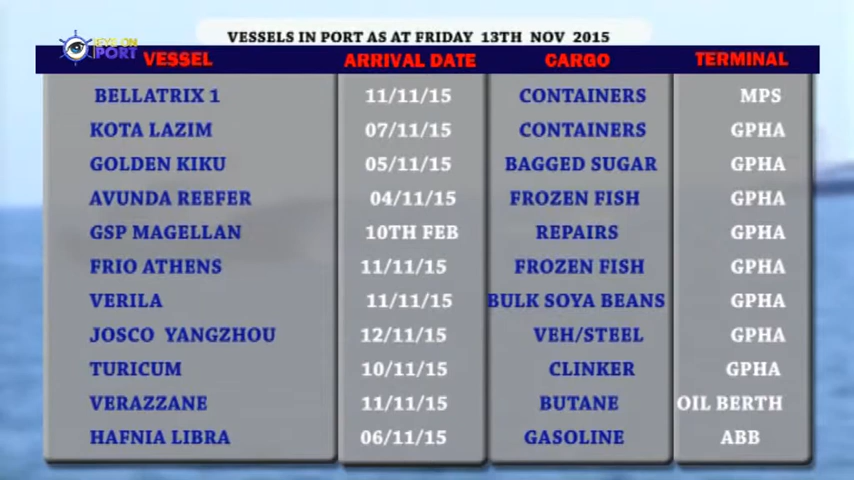 VESSELS IN PORT AS AT FRIDAY 13TH NOV 2015
EYE ON
PORT
VESSEL ARRIVAL DATE CARGO TERMINAL
BELLATRIX 1 11/11/15 CONTAINERS MPS
KOTA LAZIM 07/11/15 CONTAINERS GPHA
GOLDEN KIKU 05/11/15 BAGGED SUGAR GPHA
AVUNDA REEFER 04/11/15 FROZEN FISH GPHA
GSP MAGELLAN 10TH FEB REPAIRS GPHA
FRIO ATHENS 11/11/15 FROZEN FISH GPHA
VERILA 11/11/15 BULK SOYA BEANS GPHA
JOSCO YANGZHOU 12/11/15 VEH/STEEL GPHA
TURICUM 10/11/15 CLINKER GPHA
VERAZZANE 11/11/15 BUTANE OIL BERTH
HAFNIA LIBRA 06/11/15 GASOLINE ABB